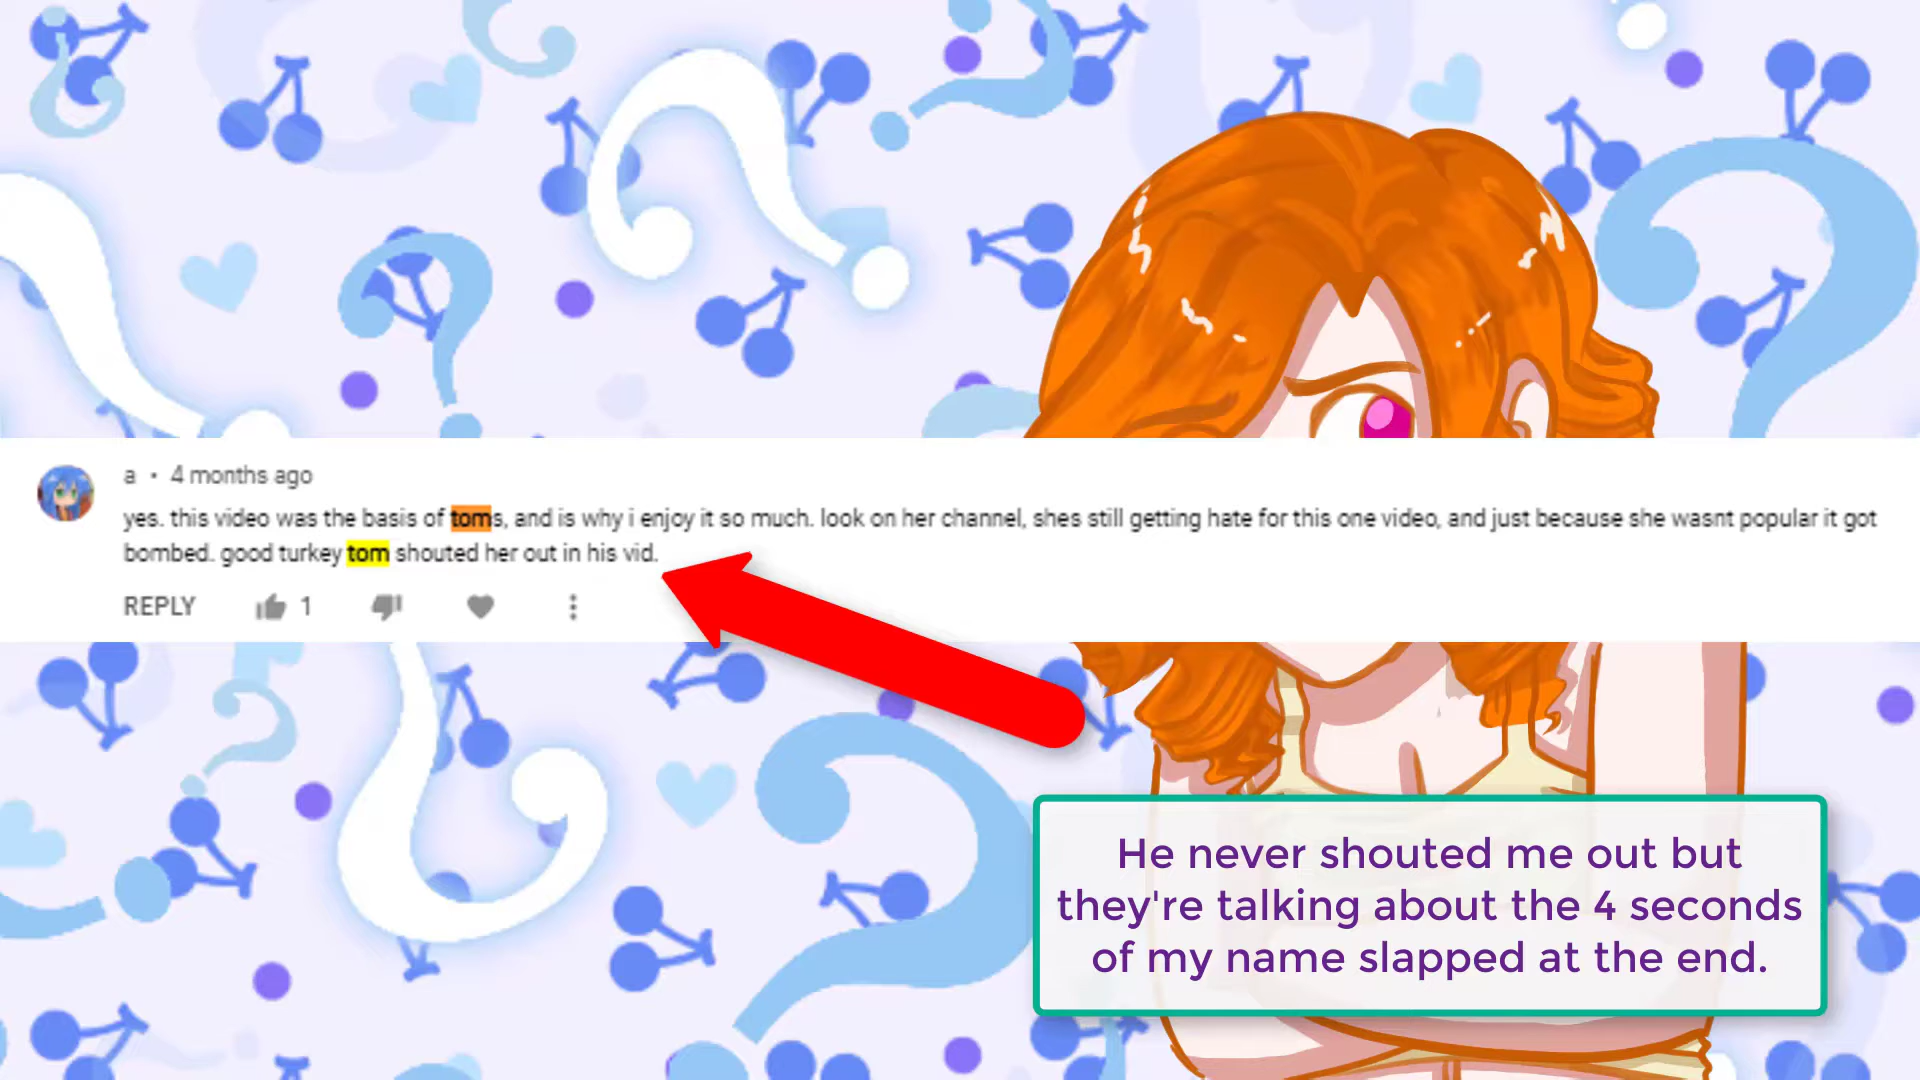 a • 4 months ago
yes. this video was the basis of toms, and is why i enjoy it so much. look on her channel, shes still getting hate for this one video, and just because she wasnt popular it got
bombed. good turkey tom shouted her out in his vid.
REPLY 1
He never shouted me out but
they're talking about the 4 seconds
of my name slapped at the end.